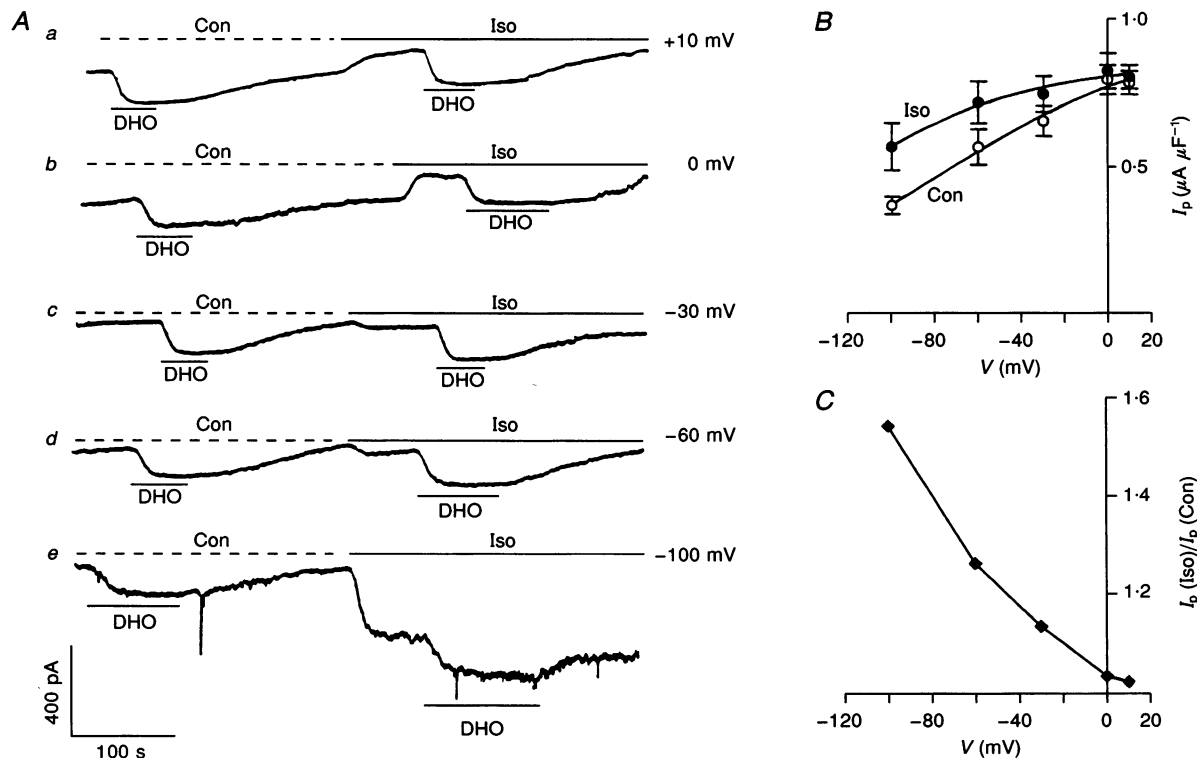 A
a
Con
Iso
+10 mV
DHO
DHO
b
Con
Iso
0 mV
DHO
DHO
c
Con
Iso
−30 mV
DHO
DHO
d
Con
Iso
−60 mV
DHO
DHO
e
Con
Iso
−100 mV
DHO
DHO
400 pA
100 s
B
1·0
0·5
Iso
Con
Ip (μA μF−1)
−120 −80 −40 0 20
V (mV)
C
1·6
1·4
1·2
Ip (Iso)/Ip (Con)
−120 −80 −40 0 20
V (mV)